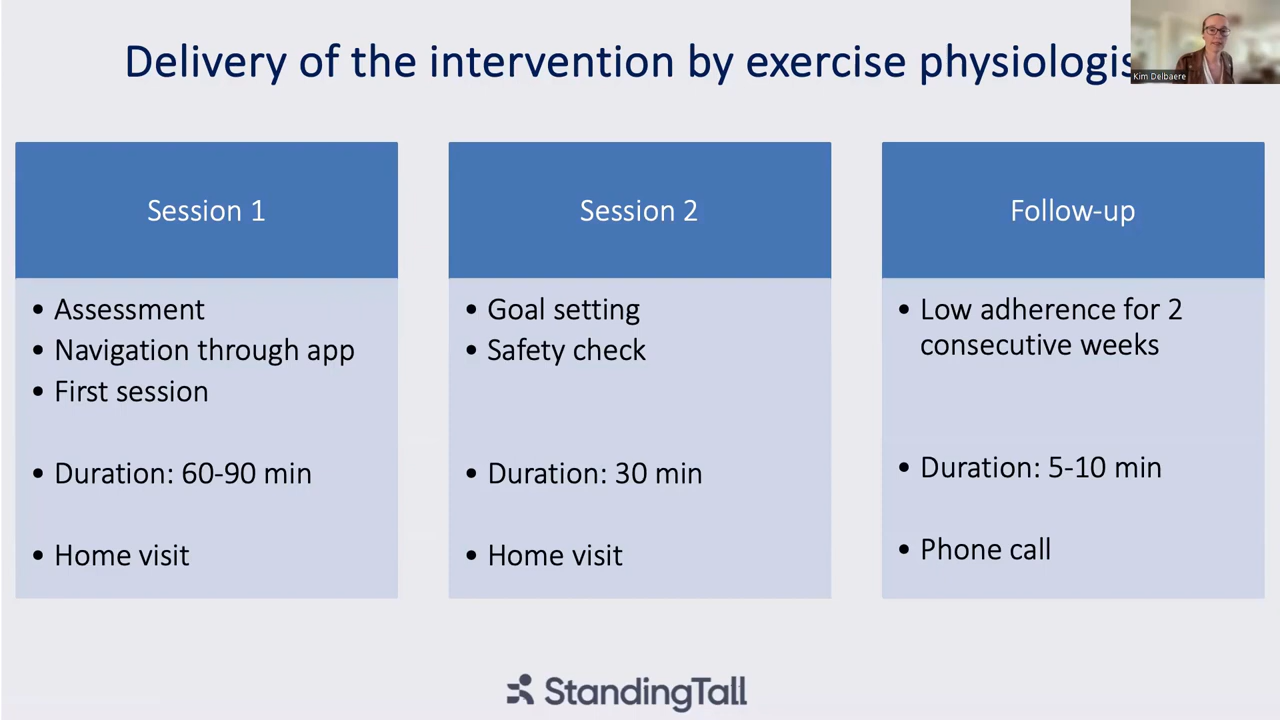 Delivery of the intervention by exercise physiologis
Kim Delbaere
Session 1
• Assessment
• Navigation through app
• First session
• Duration: 60-90 min
• Home visit
Session 2
• Goal setting
• Safety check
• Duration: 30 min
• Home visit
Follow-up
• Low adherence for 2
consecutive weeks
• Duration: 5-10 min
• Phone call
StandingTall